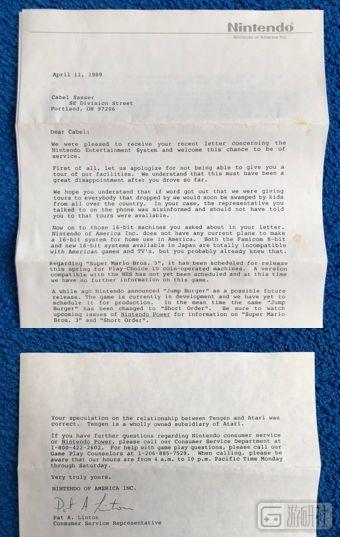 Nintendo
Nintendo of America Inc.
April 11, 1989
Cabel Sasser
SE Division Street
Portland, OR 97206
Dear Cabel:
We were pleased to receive your recent letter concerning the
Nintendo Entertainment System and welcome this chance to be of
service.
First of all, let us apologize for not being able to give you a
tour of our facilities. We understand that this must have been a
great disappointment after you drove so far.
We hope you understand that if word got out that we were giving
tours to everybody that dropped by we would soon be swamped by kids
from all over the country. In your case, the representative you
talked to on the phone was misinformed and should not have told
you to that tours were available.
Now on to those 16-bit machines you asked about in your letter.
Nintendo of America Inc. does not have any current plans to make
a 16-bit system for home use in America. Both the Famicom 8-bit
and new 16-bit systems available in Japan are totally incompatible
with American games and TV's, but you probably already knew that.
Regarding "Super Mario Bros. 3", it has been scheduled for release
this spring for Play-Choice 10 coin-operated machines. A version
compatible with the NES has not yet been scheduled and at this time
we have no further information on this game.
A while ago Nintendo announced "Jump Burger" as a possible future
release. The game is currently in development and we have yet to
schedule it for production. In the mean time the name "Jump
Burger" has been changed to "Short Order". Be sure to watch
upcoming issues of Nintendo Power for information on "Super Mario
Bros. 3" and "Short Order".
Your speculation on the relationship between Tengen and Atari was
correct. Tengen is a wholly owned subsidiary of Atari.
If you have further questions regarding Nintendo consumer service
or Nintendo Power, please call our Consumer Service Department at
1-800-422-2602. For help with game play questions, please call our
Game Play Counselors at 1-206-885-7529. When calling, please be
aware that our hours are from 4 a.m. to 10 p.m. Pacific Time Monday
through Saturday.
Very truly yours,
NINTENDO OF AMERICA INC.
Pat A Linton
Pat A. Linton
Consumer Service Representative
游研社